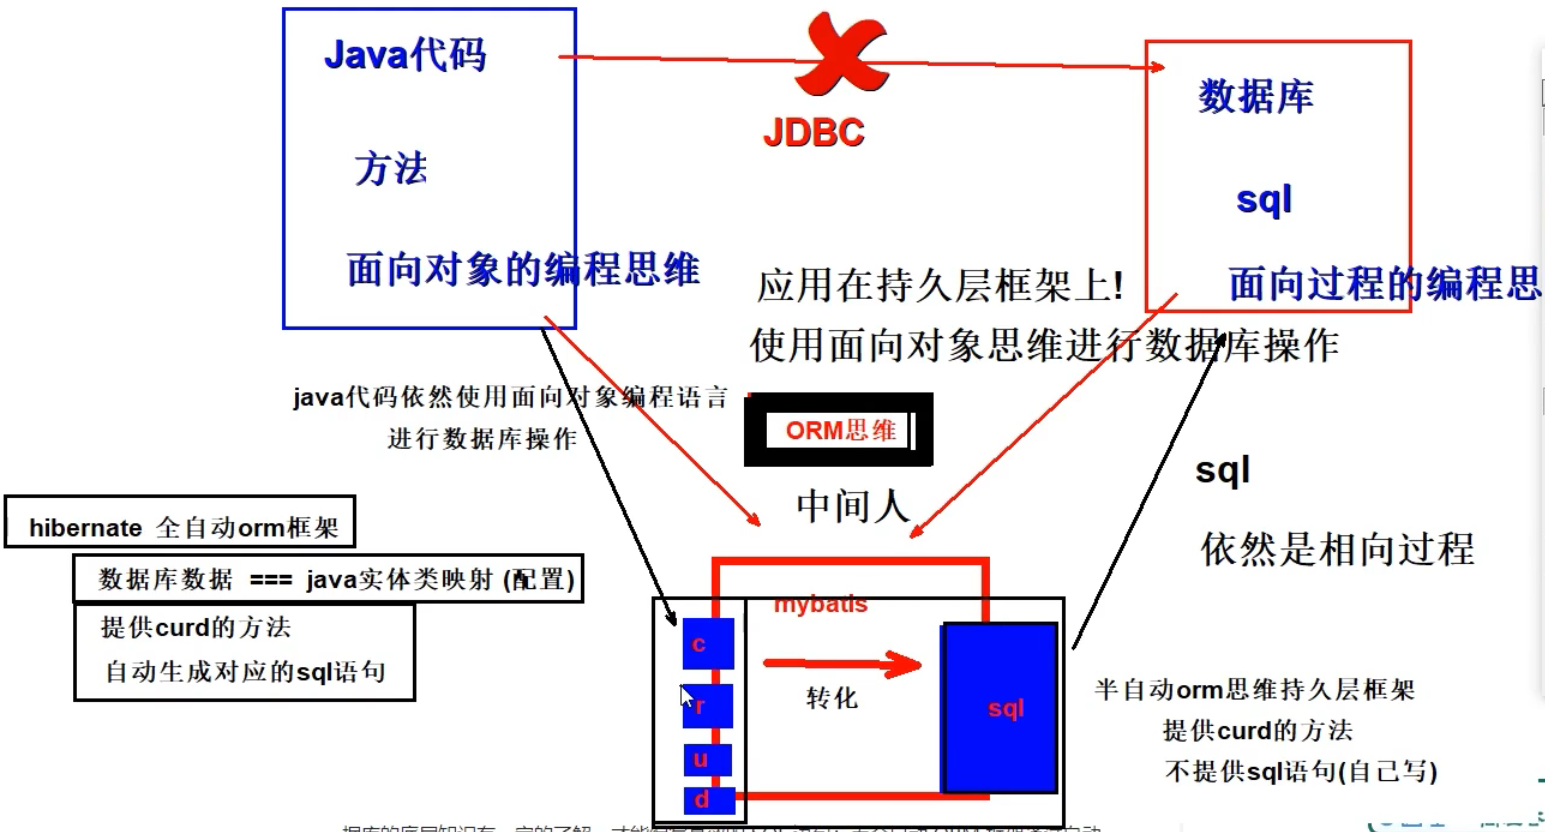 Java代码
方法
面向对象的编程思维
JDBC
数据库
sql
面向过程的编程思
应用在持久层框架上!
使用面向对象思维进行数据库操作
java代码依然使用面向对象编程语言
进行数据库操作
ORM思维
中间人
sql
依然是相向过程
hibernate 全自动orm框架
数据库数据 === java实体类映射 (配置)
提供curd的方法
自动生成对应的sql语句
mybatis
c
r
u
d
转化
sql
半自动orm思维持久层框架
提供curd的方法
不提供sql语句(自己写)